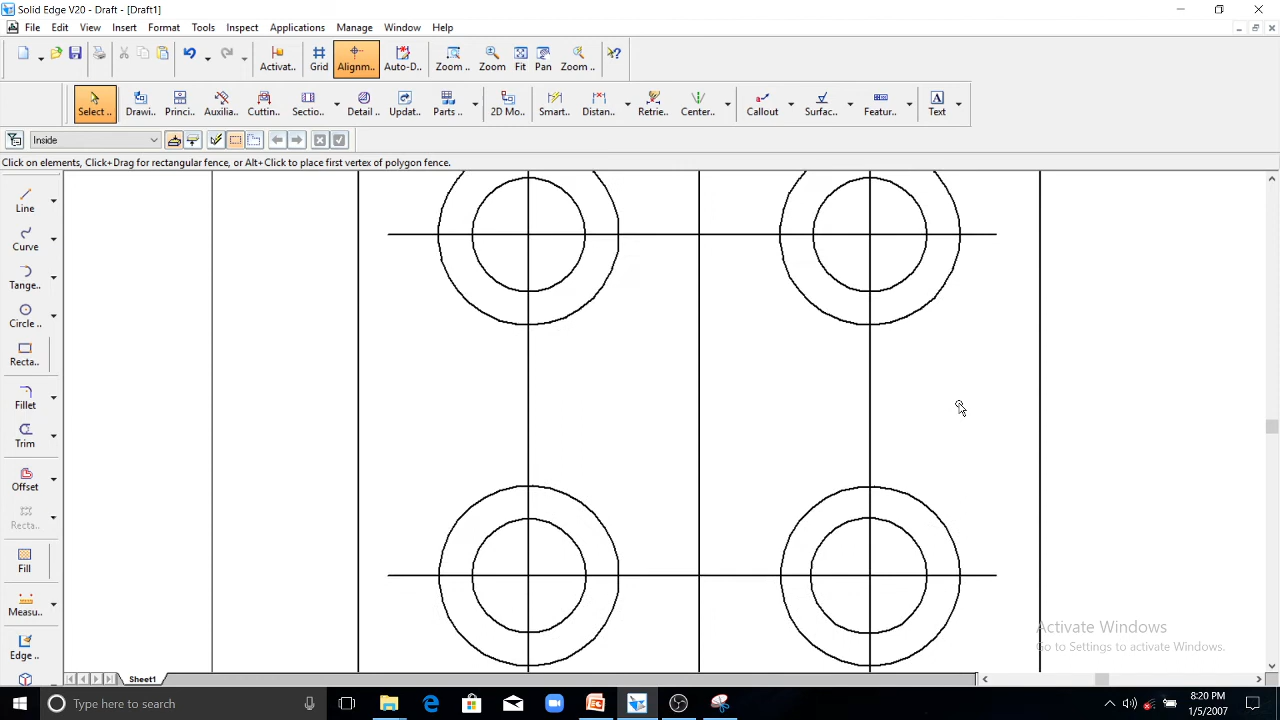 Solid Edge V20 - Draft - [Draft1]
File Edit View Insert Format Tools Inspect Applications Manage Window Help
Activat.. Grid Alignm.. Auto-D.. Zoom .. Zoom Fit Pan Zoom ..
Select .. Drawi.. Princi.. Auxilia.. Cuttin.. Sectio.. Detail .. Updat.. Parts .. 2D Mo.. Smart.. Distan.. Retrie.. Center.. Callout Surfac.. Featur.. Text
Inside
Click on elements, Click+Drag for rectangular fence, or Alt+Click to place first vertex of polygon fence.
Line
Curve
Tange..
Circle ..
Recta..
Fillet
Trim
Offset
Recta..
Fill
Measu..
Edge ..
Activate Windows
Go to Settings to activate Windows.
Sheet1
Type here to search
8:20 PM
1/5/2007